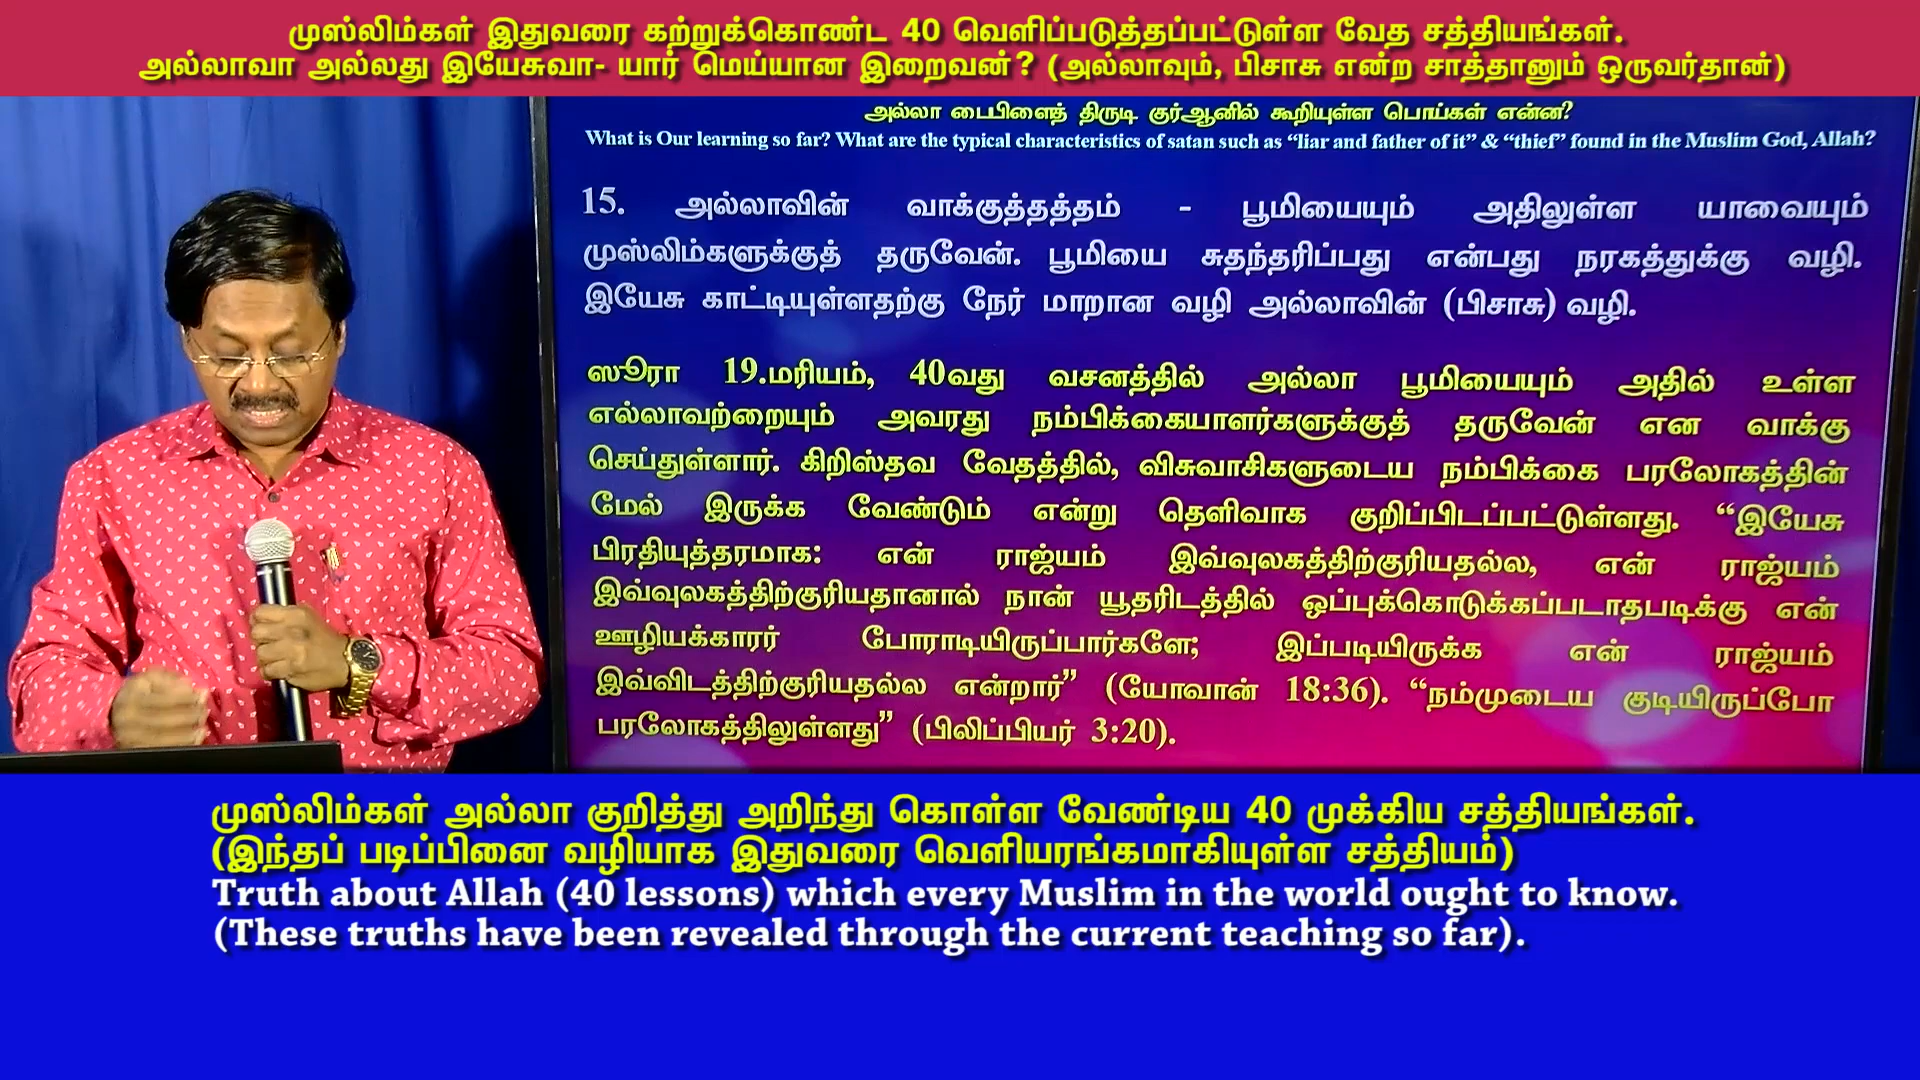 முஸ்லிம்கள் இதுவரை கற்றுக்கொண்ட 40 வெளிப்படுத்தப்பட்டுள்ள வேத சத்தியங்கள்.
அல்லாவா அல்லது இயேசுவா- யார் மெய்யான இறைவன்? (அல்லாவும், பிசாசு என்ற சாத்தானும் ஒருவர்தான்)
அல்லா பைபிளைத் திருடி குர்ஆனில் கூறியுள்ள பொய்கள் என்ன?
What is Our learning so far? What are the typical characteristics of satan such as “liar and father of it” & “thief” found in the Muslim God, Allah?
15. அல்லாவின் வாக்குத்தத்தம் - பூமியையும் அதிலுள்ள யாவையும்
முஸ்லிம்களுக்குத் தருவேன். பூமியை சுதந்தரிப்பது என்பது நரகத்துக்கு வழி.
இயேசு காட்டியுள்ளதற்கு நேர் மாறான வழி அல்லாவின் (பிசாசு) வழி.
ஸூரா 19.மரியம், 40வது வசனத்தில் அல்லா பூமியையும் அதில் உள்ள
எல்லாவற்றையும் அவரது நம்பிக்கையாளர்களுக்குத் தருவேன் என வாக்கு
செய்துள்ளார். கிறிஸ்தவ வேதத்தில், விசுவாசிகளுடைய நம்பிக்கை பரலோகத்தின்
மேல் இருக்க வேண்டும் என்று தெளிவாக குறிப்பிடப்பட்டுள்ளது. “இயேசு
பிரதியுத்தரமாக: என் ராஜ்யம் இவ்வுலகத்திற்குரியதல்ல, என் ராஜ்யம்
இவ்வுலகத்திற்குரியதானால் நான் யூதரிடத்தில் ஒப்புக்கொடுக்கப்படாதபடிக்கு என்
ஊழியக்காரர் போராடியிருப்பார்களே; இப்படியிருக்க என் ராஜ்யம்
இவ்விடத்திற்குரியதல்ல என்றார்” (யோவான் 18:36). “நம்முடைய குடியிருப்போ
பரலோகத்திலுள்ளது” (பிலிப்பியர் 3:20).
முஸ்லிம்கள் அல்லா குறித்து அறிந்து கொள்ள வேண்டிய 40 முக்கிய சத்தியங்கள்.
(இந்தப் படிப்பினை வழியாக இதுவரை வெளியரங்கமாகியுள்ள சத்தியம்)
Truth about Allah (40 lessons) which every Muslim in the world ought to know.
(These truths have been revealed through the current teaching so far).